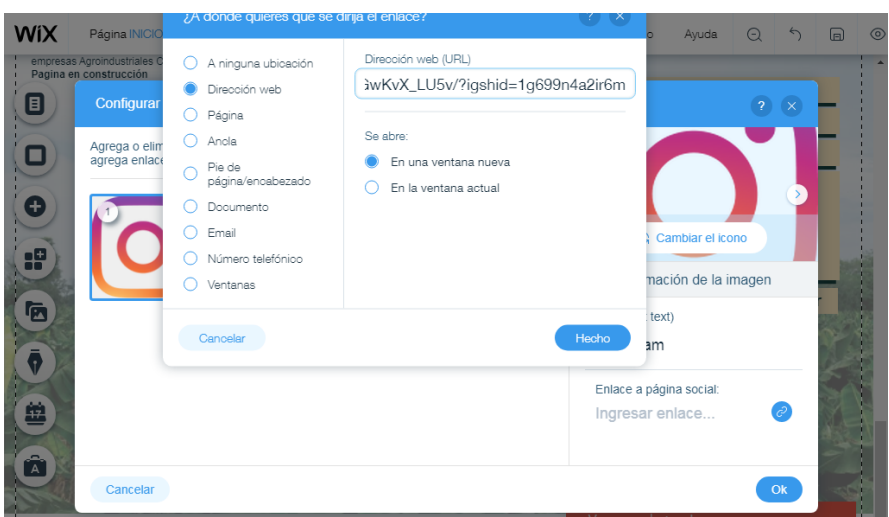 ¿A dónde quieres que se dirija el enlace?
?
WiX
Página INICIO
Ayuda
empresas Agroindustriales
Pagina en construcción
Configurar
?
Agrega o elim
agrega enlace
1
A ninguna ubicación
Dirección web
Página
Ancla
Pie de
página/encabezado
Documento
Email
Número telefónico
Ventanas
Dirección web (URL)
GwKvX_LU5v/?igshid=1g699n4a2ir6m
Se abre:
En una ventana nueva
En la ventana actual
Cancelar
Hecho
Cambiar el icono
mación de la imagen
text)
am
Enlace a página social:
Ingresar enlace...
17
A
Cancelar
Ok